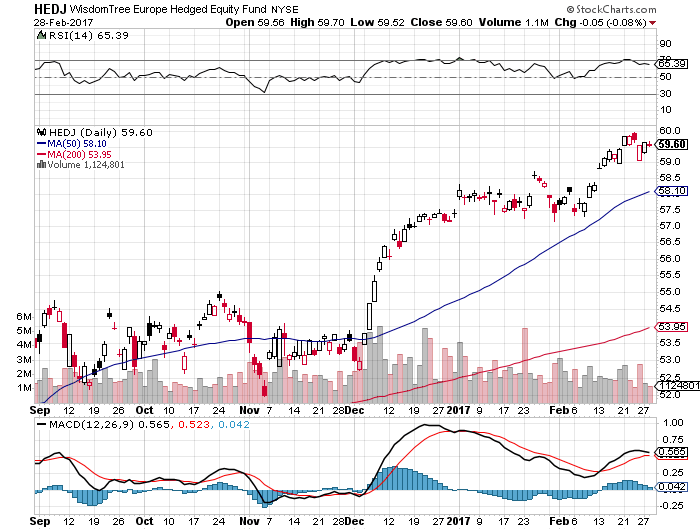 HEDJ WisdomTree Europe Hedged Equity Fund NYSE © StockCharts.com
28-Feb-2017 Open 59.56 High 59.70 Low 59.52 Close 59.60 Volume 1.1M Chg -0.05 (-0.08%)
RSI(14) 65.39
90
70
65.39
50
30
10
HEDJ (Daily) 59.60
MA(50) 58.10
MA(200) 53.95
Volume 1,124,801
60.0
59.60
59.0
58.5
58.10
57.5
57.0
56.5
56.0
55.5
55.0
54.5
53.95
53.5
53.0
52.5
52.0
6M
5M
4M
3M
2M
1M
1124801
Sep 12 19 26 Oct 10 17 24 Nov 7 14 21 28 Dec 12 19 27 2017 9 17 23 Feb 6 13 21 27
MACD(12,26,9) 0.565, 0.523, 0.042
1.00
0.75
0.565
0.25
0.042
-0.25
Sep 12 19 26 Oct 10 17 24 Nov 7 14 21 28 Dec 12 19 27 2017 9 17 23 Feb 6 13 21 27